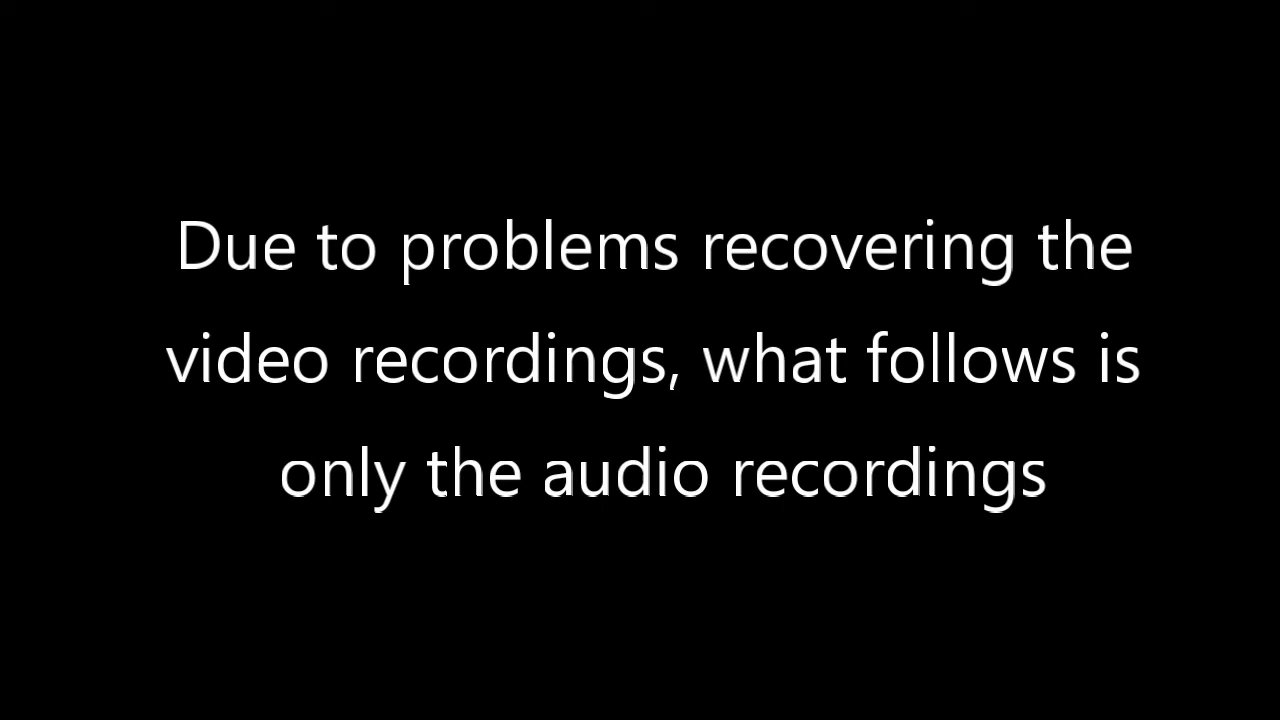 Due to problems recovering the
video recordings, what follows is
only the audio recordings